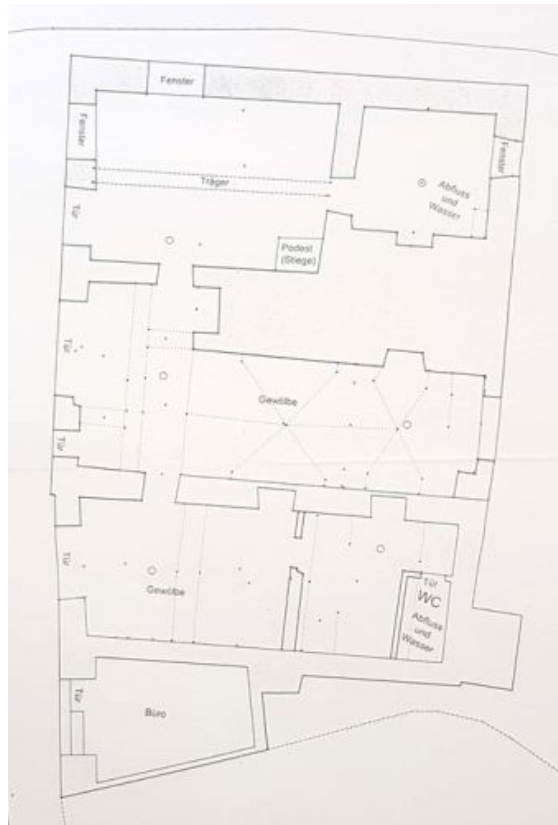 Fenster
Fenster
Fenster
Träger
Abfluss
und
Wasser
Tür
Podest
(Stiege)
Tür
Gewölbe
Tür
Tür
Gewölbe
Tür
WC
Abfluss
und
Wasser
Tür
Büro